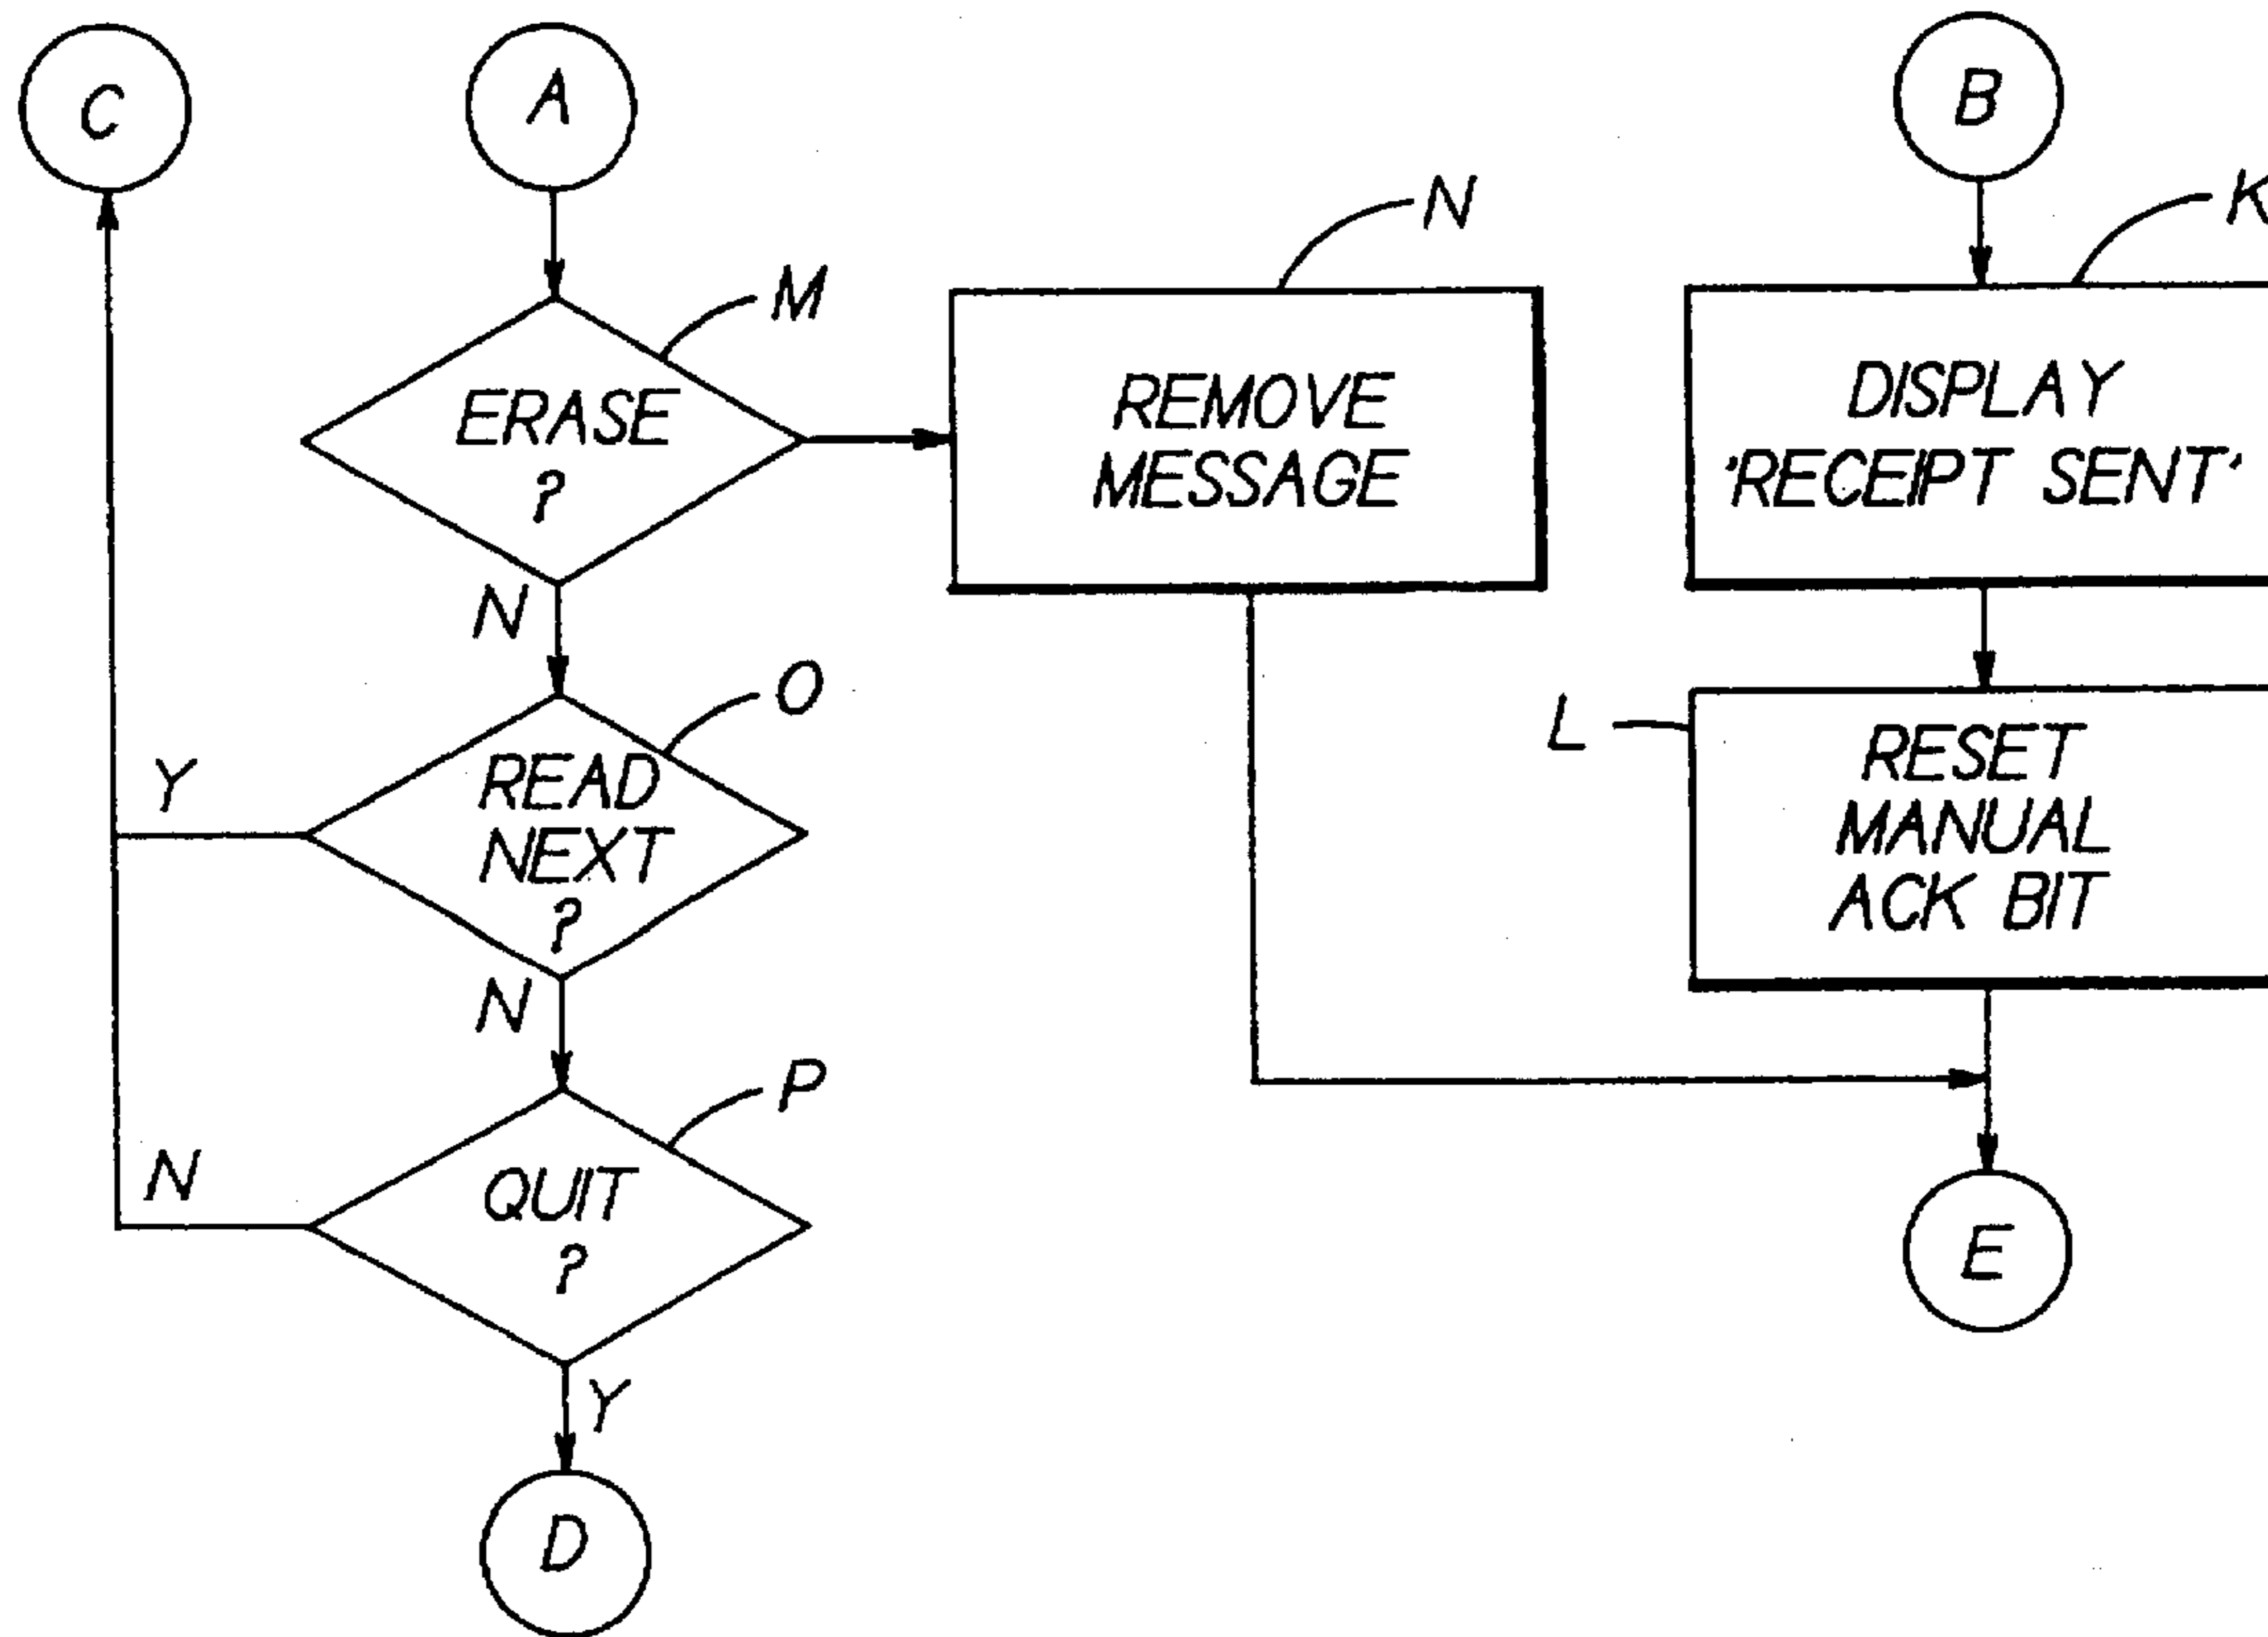 C
A
B
N
K
M
ERASE
?
REMOVE
MESSAGE
DISPLAY
'RECEIPT SENT'
N
O
L
READ
NEXT
?
Y
RESET
MANUAL
ACK BIT
N
P
N
QUIT
?
E
Y
D